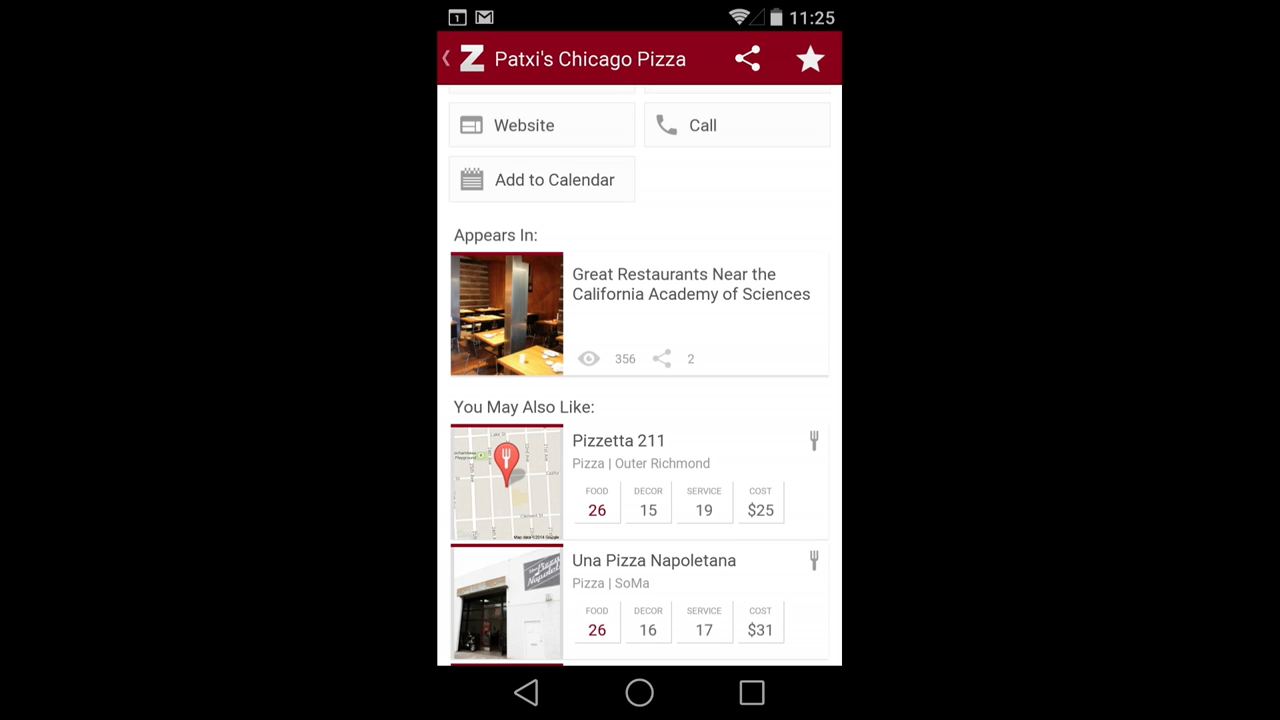 1
11:25
Z Patxi's Chicago Pizza
Website
Call
Add to Calendar
Appears In:
Great Restaurants Near the
California Academy of Sciences
356
2
You May Also Like:
Pizzetta 211
Pizza | Outer Richmond
FOOD DECOR SERVICE COST
26 15 19 $25
Una Pizza Napoletana
Pizza | SoMa
FOOD DECOR SERVICE COST
26 16 17 $31